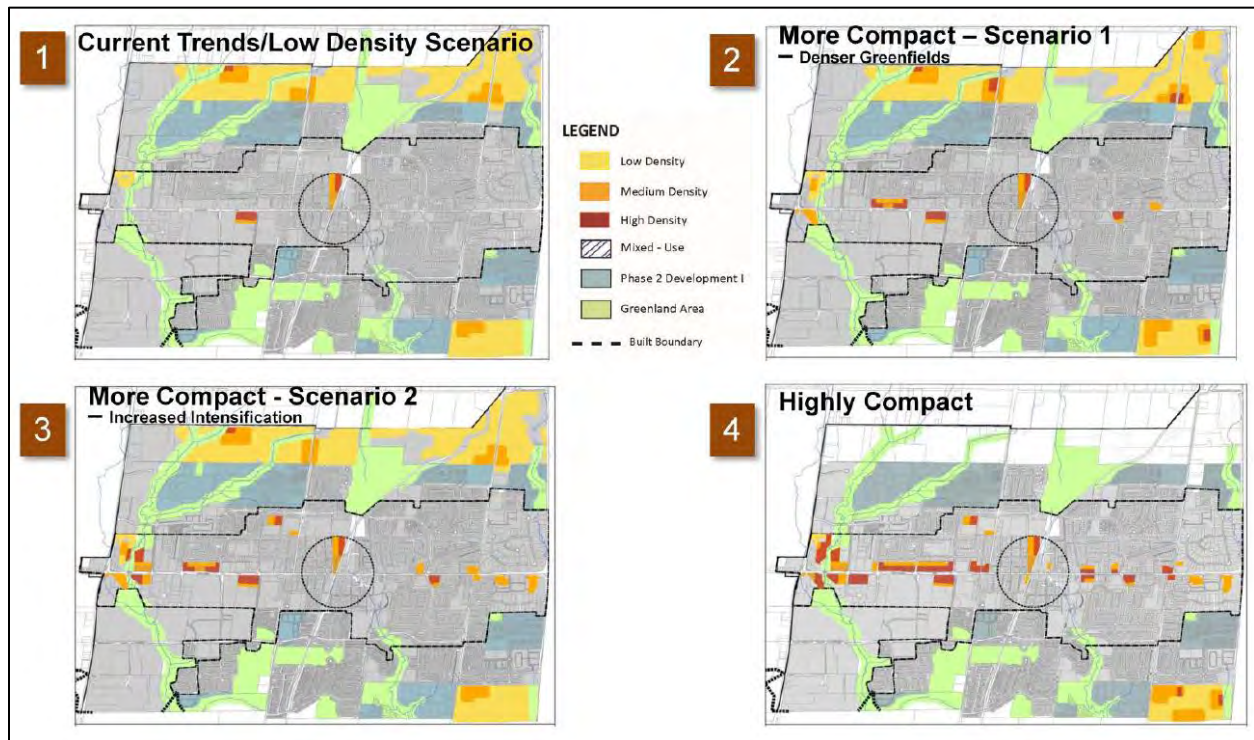 1
Current Trends/Low Density Scenario
2
More Compact – Scenario 1
— Denser Greenfields
LEGEND
Low Density
Medium Density
High Density
Mixed - Use
Phase 2 Development I
Greenland Area
Built Boundary
3
More Compact - Scenario 2
— Increased Intensification
4
Highly Compact